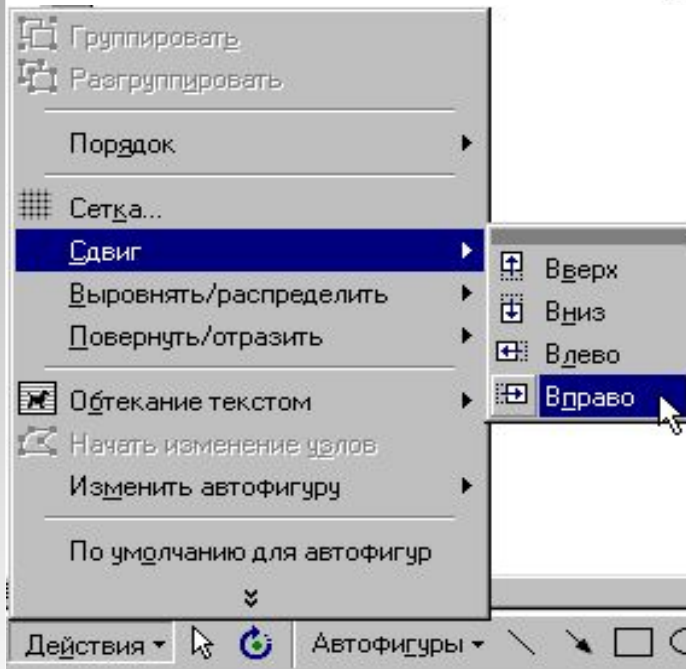 Группировать
Разгруппировать
Порядок
Сетка...
Сдвиг
Выровнять/распределить
Повернуть/отразить
Обтекание текстом
Начать изменение узлов
Изменить автофигуру
По умолчанию для автофигур
Вверх
Вниз
Влево
Вправо
Действия
Автофигуры